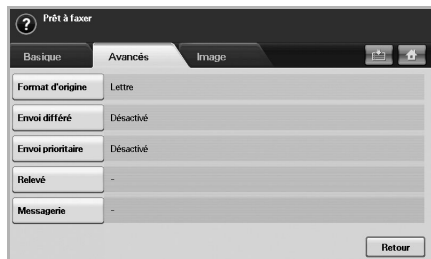 Prêt à faxer
Basique Avancés Image
Format d'origine Lettre
Envoi différé Désactivé
Envoi prioritaire Désactivé
Relevé -
Messagerie -
Retour